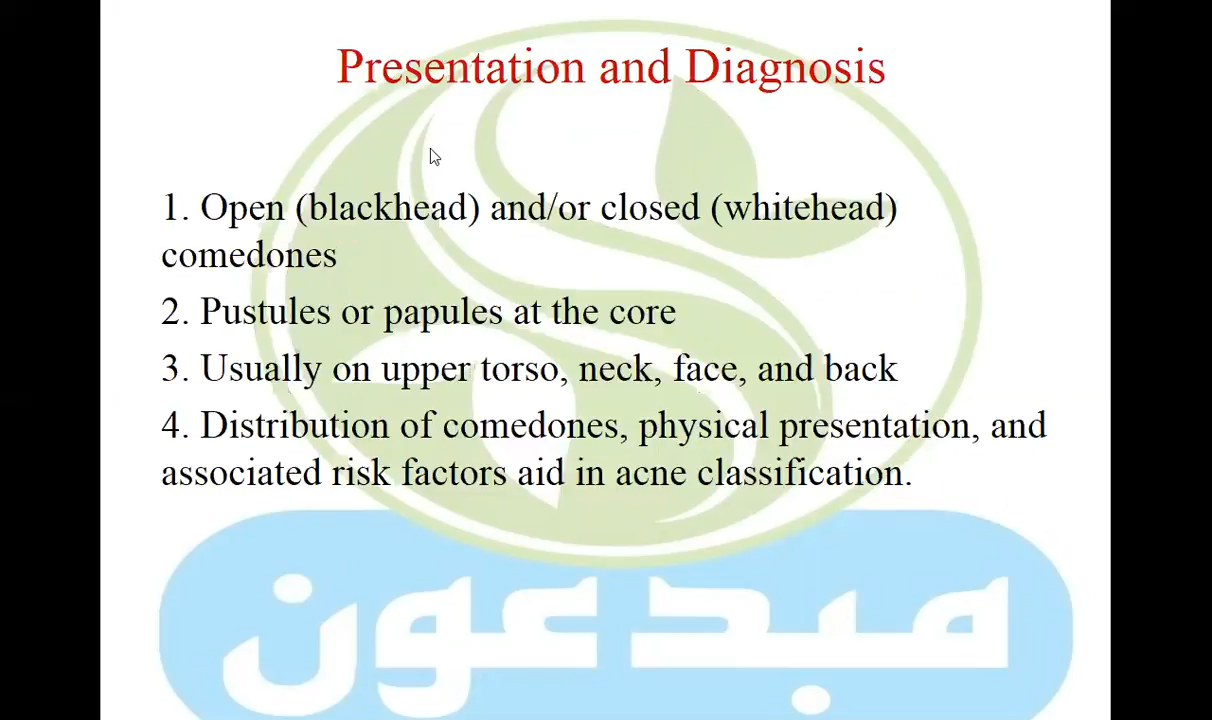 Presentation and Diagnosis
1. Open (blackhead) and/or closed (whitehead)
comedones
2. Pustules or papules at the core
3. Usually on upper torso, neck, face, and back
4. Distribution of comedones, physical presentation, and
associated risk factors aid in acne classification.
مبدعون